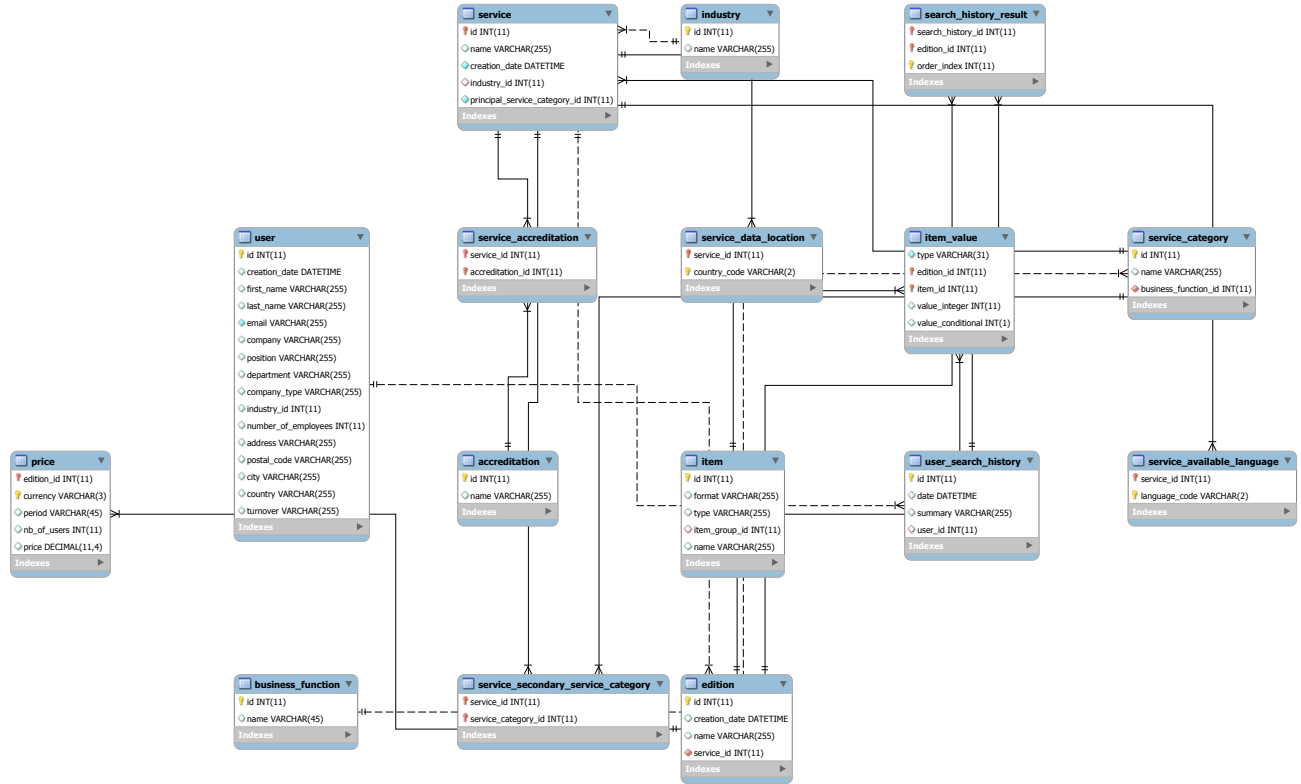 service
id INT(11)
name VARCHAR(255)
creation_date DATETIME
industry_id INT(11)
principal_service_category_id INT(11)
Indexes
industry
id INT(11)
name VARCHAR(255)
Indexes
search_history_result
search_history_id INT(11)
edition_id INT(11)
order_index INT(11)
Indexes
user
id INT(11)
creation_date DATETIME
first_name VARCHAR(255)
last_name VARCHAR(255)
email VARCHAR(255)
company VARCHAR(255)
position VARCHAR(255)
department VARCHAR(255)
company_type VARCHAR(255)
industry_id INT(11)
number_of_employees INT(11)
address VARCHAR(255)
postal_code VARCHAR(255)
city VARCHAR(255)
country VARCHAR(255)
turnover VARCHAR(255)
Indexes
service_accreditation
service_id INT(11)
accreditation_id INT(11)
Indexes
service_data_location
service_id INT(11)
country_code VARCHAR(2)
Indexes
item_value
type VARCHAR(31)
edition_id INT(11)
item_id INT(11)
value_integer INT(11)
value_conditional INT(1)
Indexes
service_category
id INT(11)
name VARCHAR(255)
business_function_id INT(11)
Indexes
price
edition_id INT(11)
currency VARCHAR(3)
period VARCHAR(45)
nb_of_users INT(11)
price DECIMAL(11,4)
Indexes
accreditation
id INT(11)
name VARCHAR(255)
Indexes
item
id INT(11)
format VARCHAR(255)
type VARCHAR(255)
item_group_id INT(11)
name VARCHAR(255)
Indexes
user_search_history
id INT(11)
date DATETIME
summary VARCHAR(255)
user_id INT(11)
Indexes
service_available_language
service_id INT(11)
language_code VARCHAR(2)
Indexes
business_function
id INT(11)
name VARCHAR(45)
Indexes
service_secondary_service_category
service_id INT(11)
service_category_id INT(11)
Indexes
edition
id INT(11)
creation_date DATETIME
name VARCHAR(255)
service_id INT(11)
Indexes